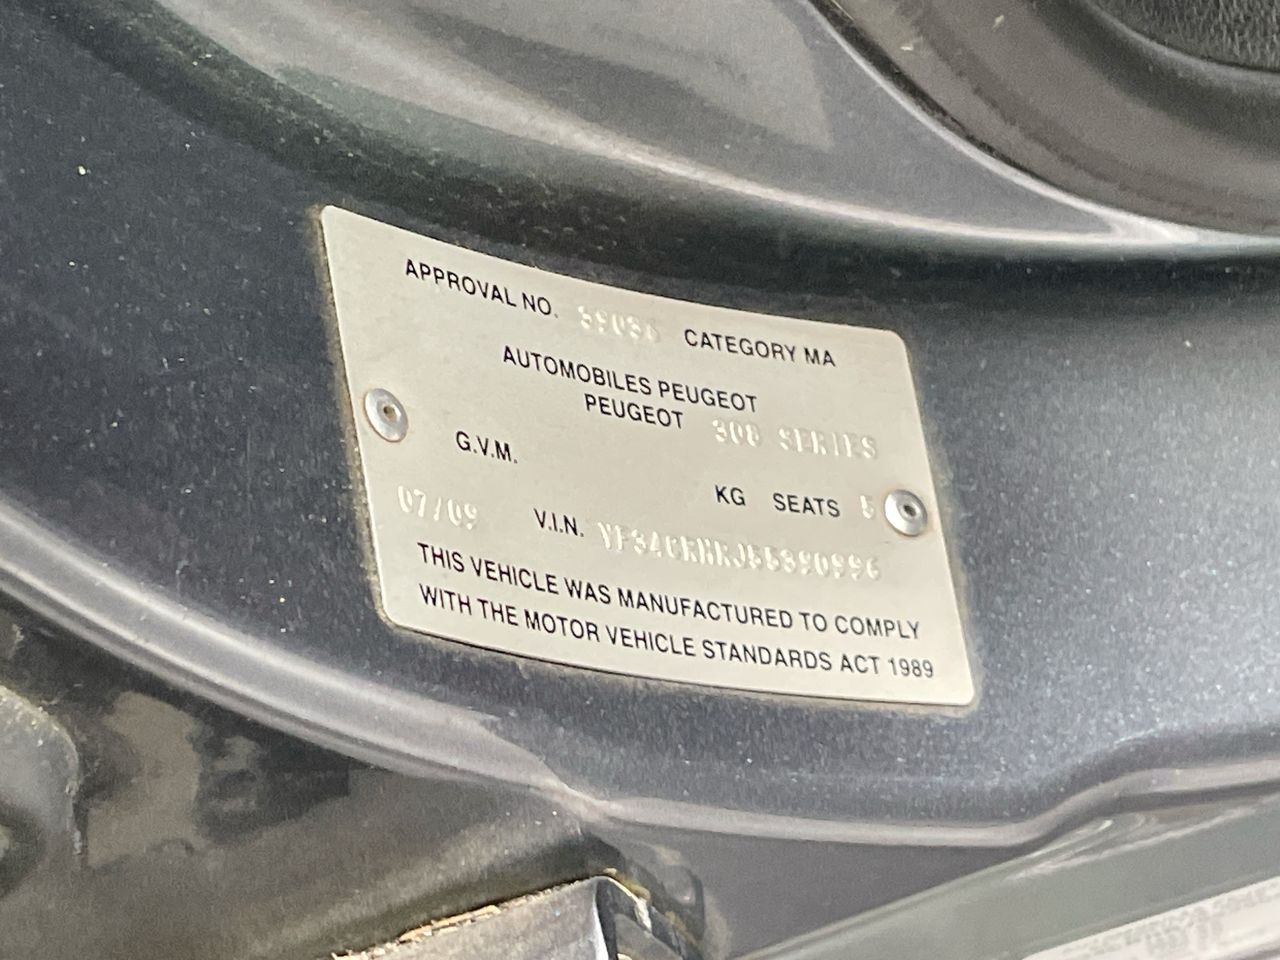 APPROVAL NO. 39036 CATEGORY MA
AUTOMOBILES PEUGEOT
PEUGEOT 308 SERIES
G.V.M. KG SEATS 5
07/09 V.I.N.
THIS VEHICLE WAS MANUFACTURED TO COMPLY
WITH THE MOTOR VEHICLE STANDARDS ACT 1989